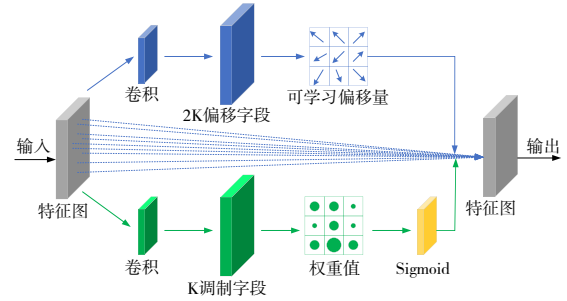 卷积
2K偏移字段
可学习偏移量
输入
输出
特征图
特征图
卷积
K调制字段
权重值
Sigmoid